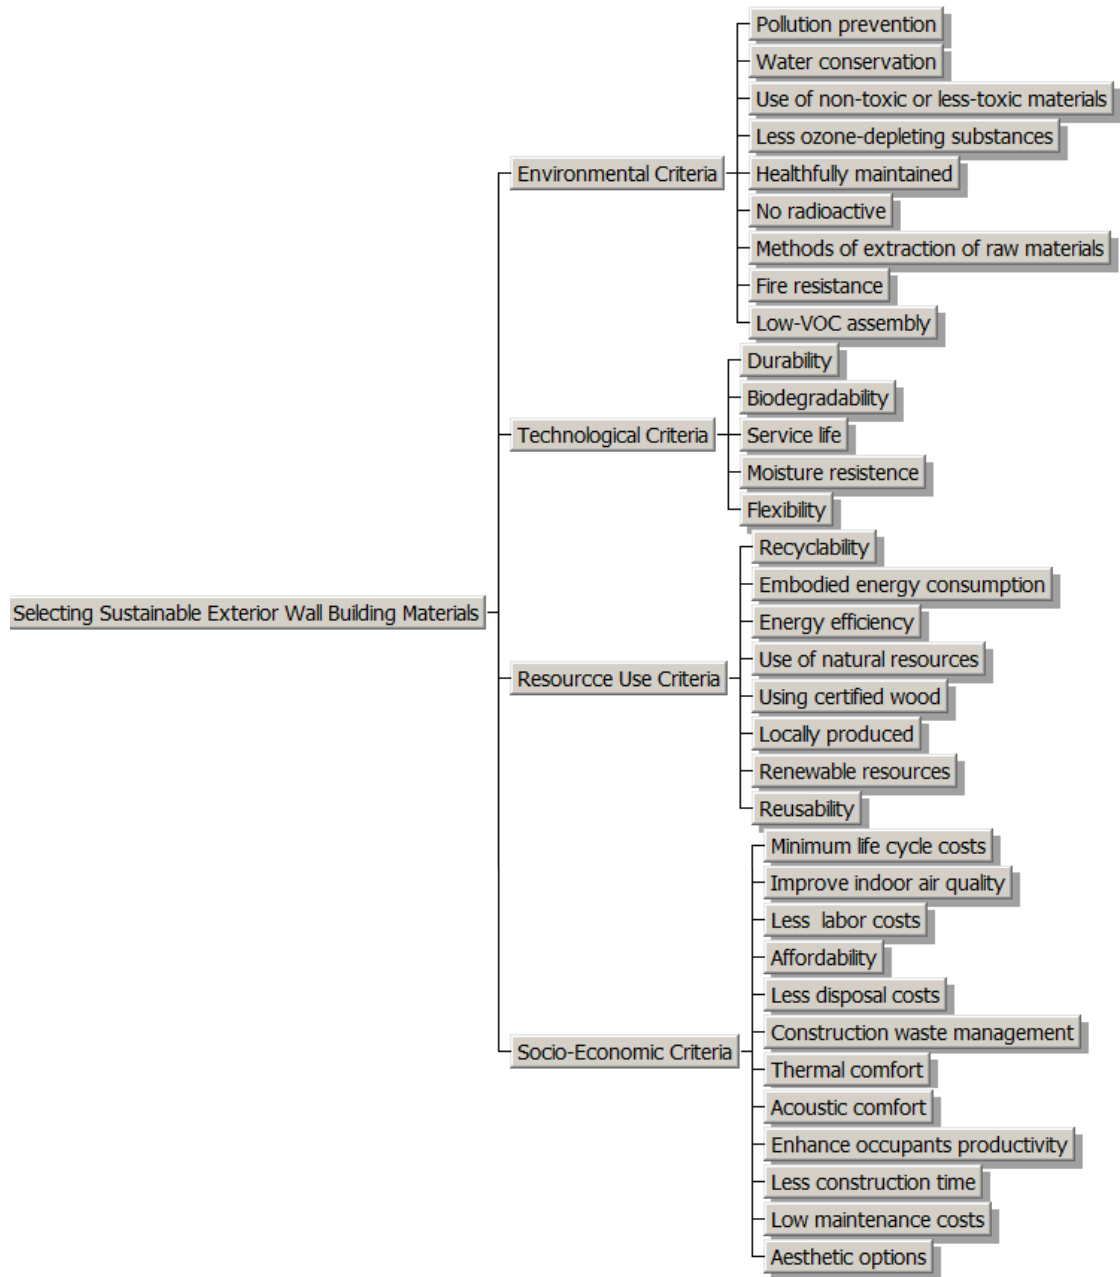 Selecting Sustainable Exterior Wall Building Materials
Environmental Criteria
Pollution prevention
Water conservation
Use of non-toxic or less-toxic materials
Less ozone-depleting substances
Healthfully maintained
No radioactive
Methods of extraction of raw materials
Fire resistance
Low-VOC assembly
Technological Criteria
Durability
Biodegradability
Service life
Moisture resistence
Flexibility
Resourcce Use Criteria
Recyclability
Embodied energy consumption
Energy efficiency
Use of natural resources
Using certified wood
Locally produced
Renewable resources
Reusability
Socio-Economic Criteria
Minimum life cycle costs
Improve indoor air quality
Less  labor costs
Affordability
Less disposal costs
Construction waste management
Thermal comfort
Acoustic comfort
Enhance occupants productivity
Less construction time
Low maintenance costs
Aesthetic options